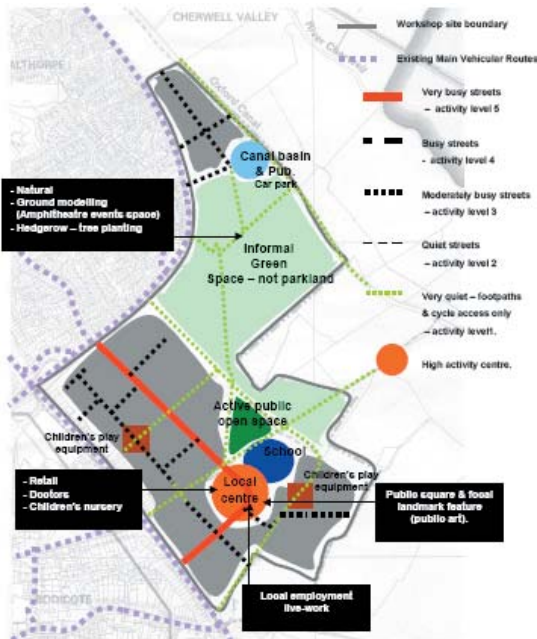 CHERWELL VALLEY
Oxford Canal
Canal basin
& Pub.
Car park
- Natural
- Ground modelling
(Amphitheatre events space)
- Hedgerow – tree planting
Informal
Green
Space – not parkland
Active public
open space
Children's play
equipment
School
Children's play
equipment
- Retail
- Doctors
- Children's nursery
Local
centre
Public square & focal
landmark feature
(public art).
Local employment
live-work
Workshop site boundary
Existing Main Vehicular Routes
Very busy streets
– activity level 5
Busy streets
- activity level 4
Moderately busy streets
– activity level 3
Quiet streets
– activity level 2
Very quiet – footpaths
& cycle access only
– activity level1.
High activity centre.